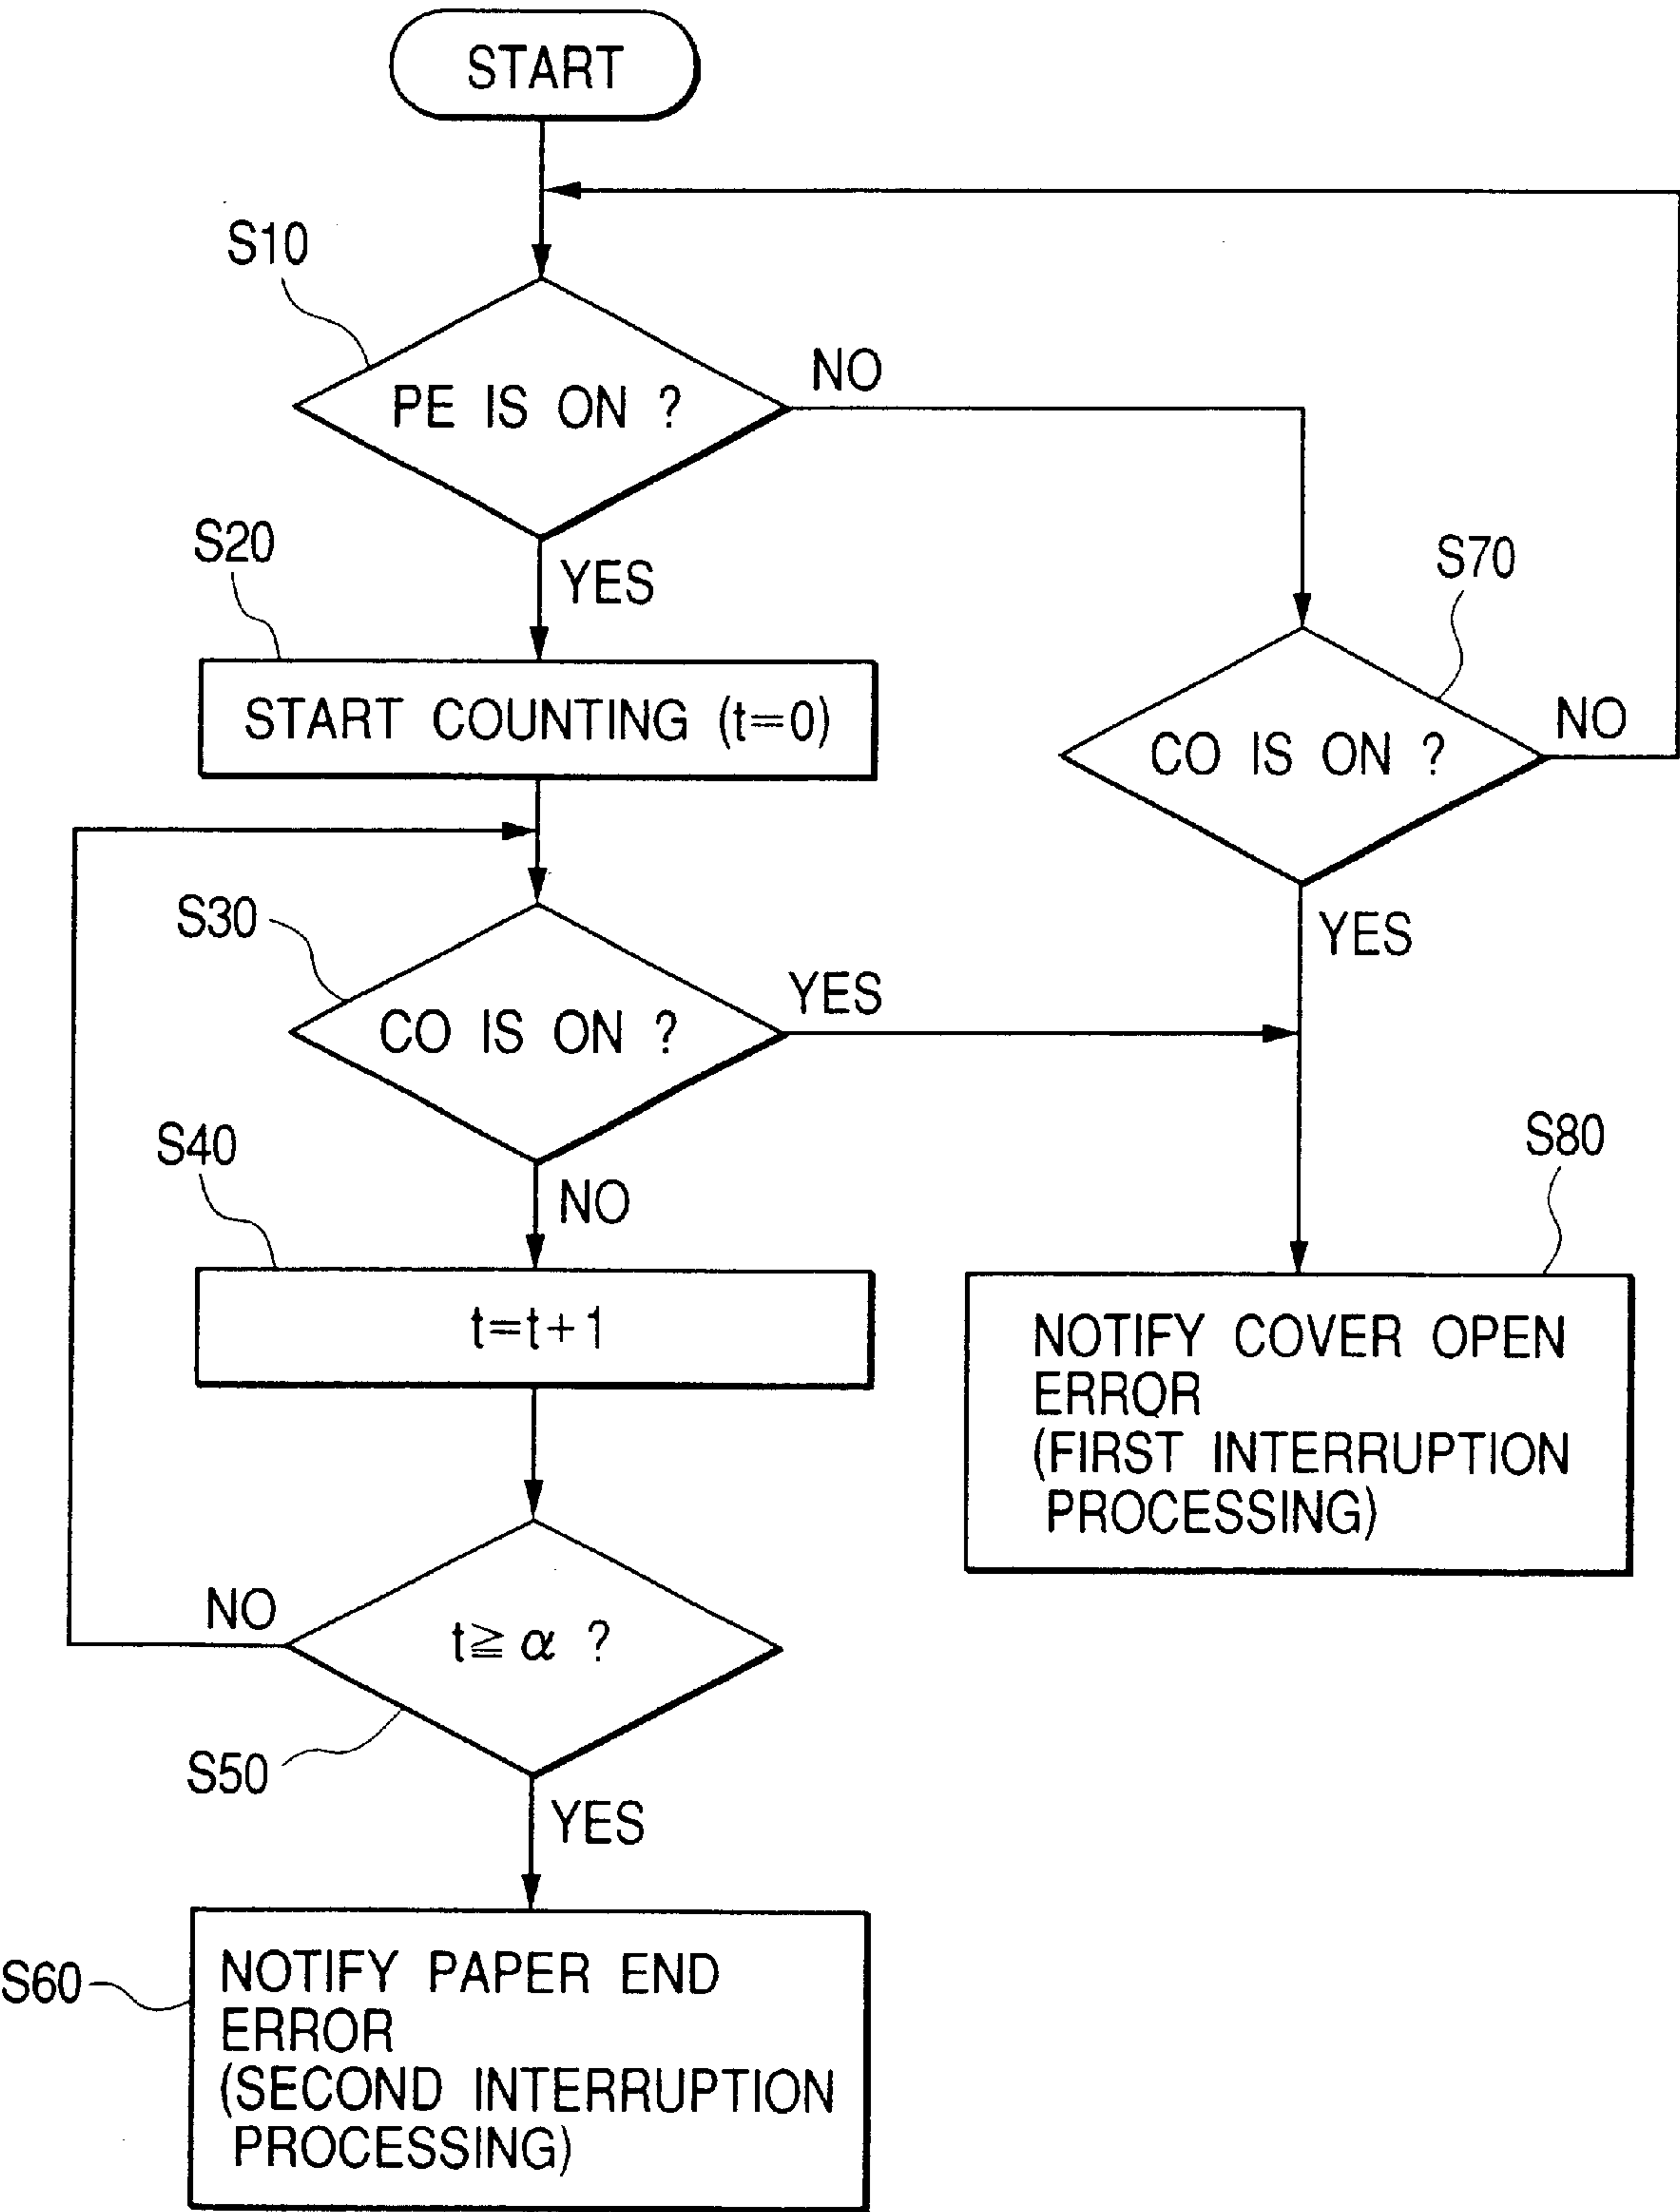 START
S10
PE IS ON ?
NO
S20
YES
START COUNTING (t=0)
S70
CO IS ON ?
NO
YES
S30
CO IS ON ?
YES
S40
NO
t=t+1
S80
NOTIFY COVER OPEN
ERROR
(FIRST INTERRUPTION
PROCESSING)
NO
t≧α ?
S50
YES
S60
NOTIFY PAPER END
ERROR
(SECOND INTERRUPTION
PROCESSING)